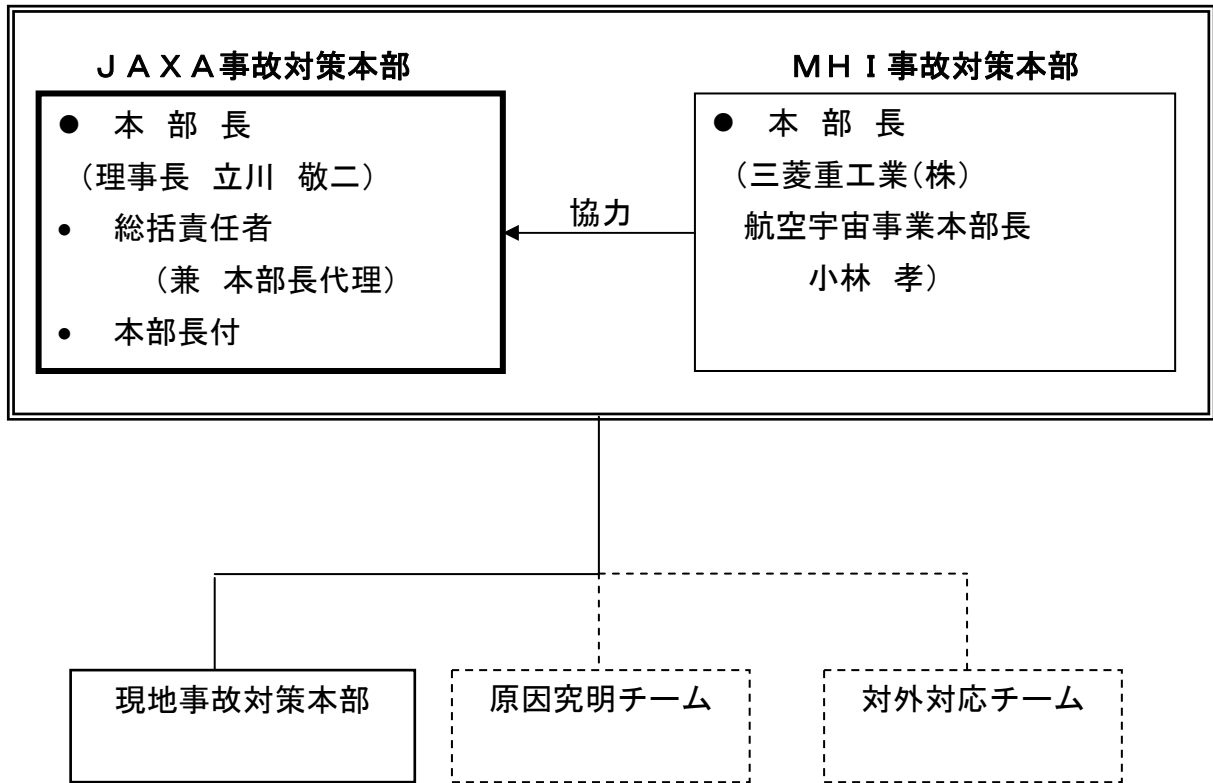 JAXA事故対策本部
● 本 部 長
（理事長 立川 敬二）
• 総括責任者
（兼 本部長代理）
• 本部長付
協力
MHI事故対策本部
● 本 部 長
（三菱重工業(株)
航空宇宙事業本部長
小林 孝）
現地事故対策本部
原因究明チーム
対外対応チーム